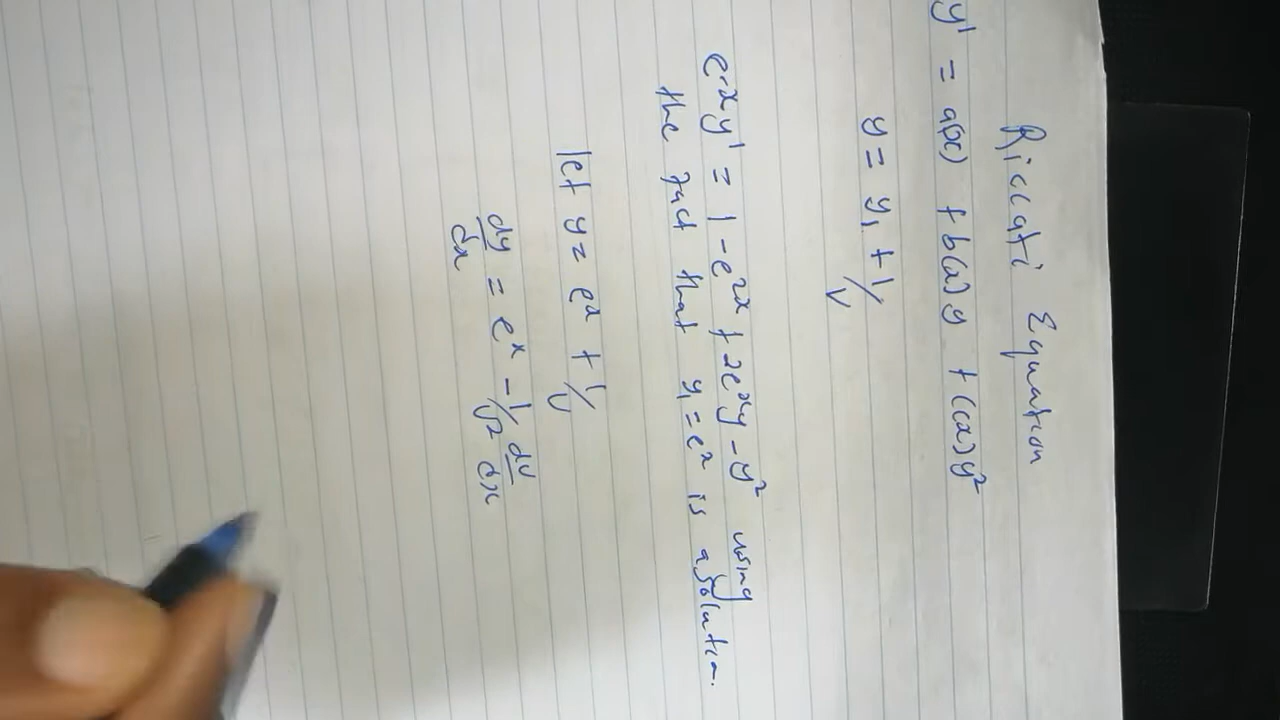 Riccati Equation
y' = a(x) + b(x)y + c(x)y²
y = y₁ + 1/v
e⁻ˣy' = 1 - e²ˣ + 2eˣy - y² using
the fact that y₁ = eˣ is a solution.
let y = eˣ + 1/v
dy/dx = eˣ - 1/v² dv/dx